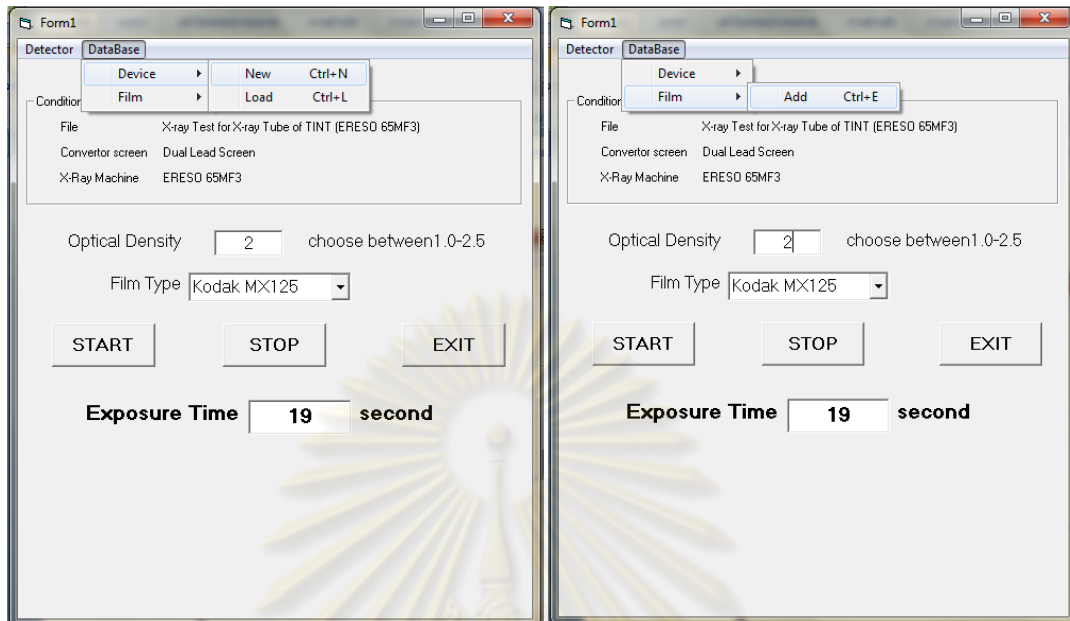 Form1
Detector DataBase
Device New Ctrl+N
Film Load Ctrl+L
Condition
File X-ray Test for X-ray Tube of TINT (ERESO 65MF3)
Convertor screen Dual Lead Screen
X-Ray Machine ERESO 65MF3
Optical Density 2 choose between1.0-2.5
Film Type Kodak MX125
START STOP EXIT
Exposure Time 19 second
Form1
Detector DataBase
Device
Film Add Ctrl+E
Condition
File X-ray Test for X-ray Tube of TINT (ERESO 65MF3)
Convertor screen Dual Lead Screen
X-Ray Machine ERESO 65MF3
Optical Density 2 choose between1.0-2.5
Film Type Kodak MX125
START STOP EXIT
Exposure Time 19 second